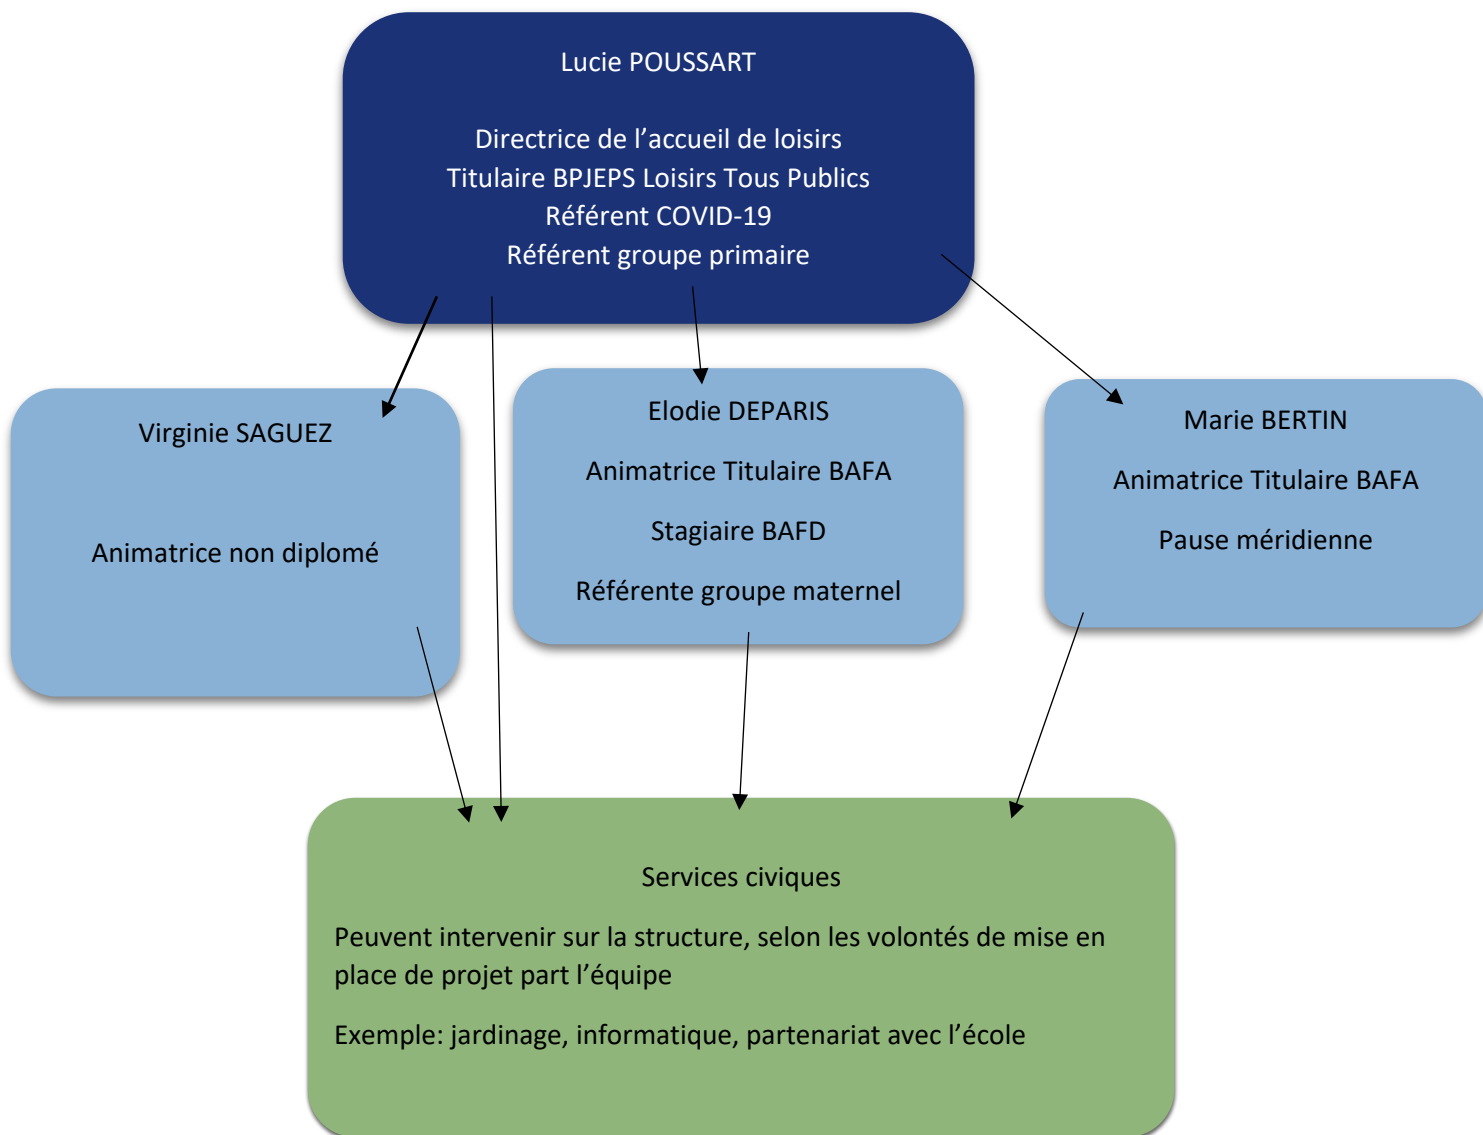 Lucie POUSSART
Directrice de l’accueil de loisirs
Titulaire BPJEPS Loisirs Tous Publics
Référent COVID-19
Référent groupe primaire
Virginie SAGUEZ
Animatrice non diplomé
Elodie DEPARIS
Animatrice Titulaire BAFA
Stagiaire BAFD
Référente groupe maternel
Marie BERTIN
Animatrice Titulaire BAFA
Pause méridienne
Services civiques
Peuvent intervenir sur la structure, selon les volontés de mise en
place de projet part l’équipe
Exemple: jardinage, informatique, partenariat avec l’école